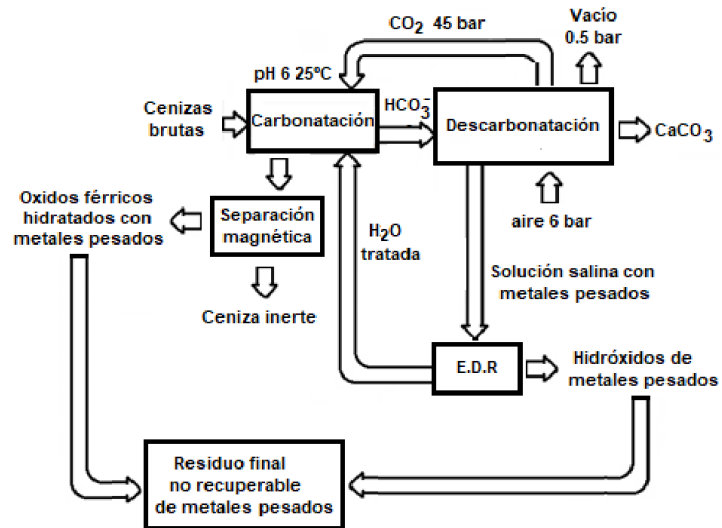 CO2 45 bar
Vacío
0.5 bar
pH 6 25ºC
Cenizas
brutas
Carbonatación
HCO3-
Descarbonatación
CaCO3
Oxidos férricos
hidratados con
metales pesados
Separación
magnética
H2O
tratada
aire 6 bar
Solución salina con
metales pesados
Ceniza inerte
E.D.R
Hidróxidos de
metales pesados
Residuo final
no recuperable
de metales pesados